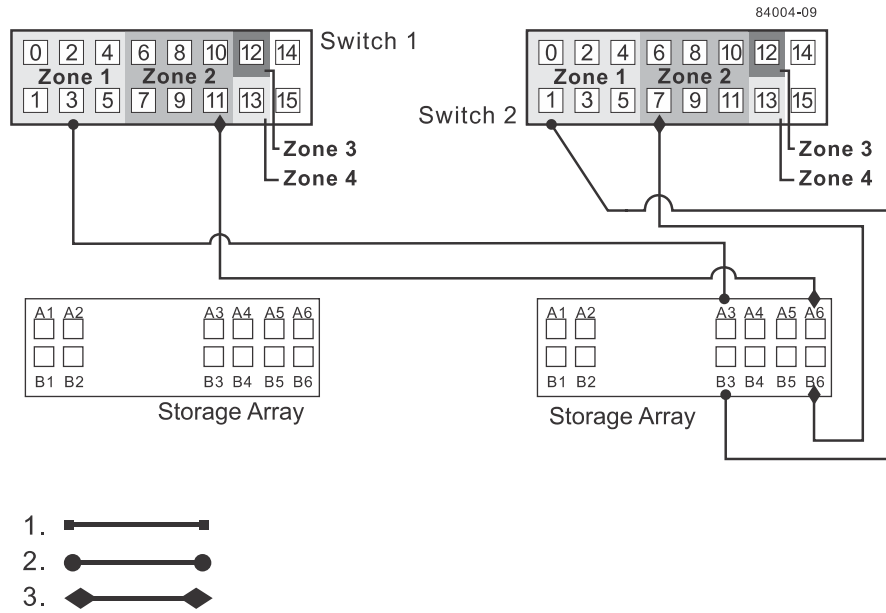 84004-09
0 2 4 6 8 10 12 14 Switch 1
Zone 1 Zone 2
1 3 5 7 9 11 13 15
Zone 3
Zone 4
0 2 4 6 8 10 12 14
Zone 1 Zone 2
Switch 2 1 3 5 7 9 11 13 15
Zone 3
Zone 4
A1 A2 A3 A4 A5 A6
B1 B2 B3 B4 B5 B6
Storage Array
A1 A2 A3 A4 A5 A6
B1 B2 B3 B4 B5 B6
Storage Array
1.
2.
3.